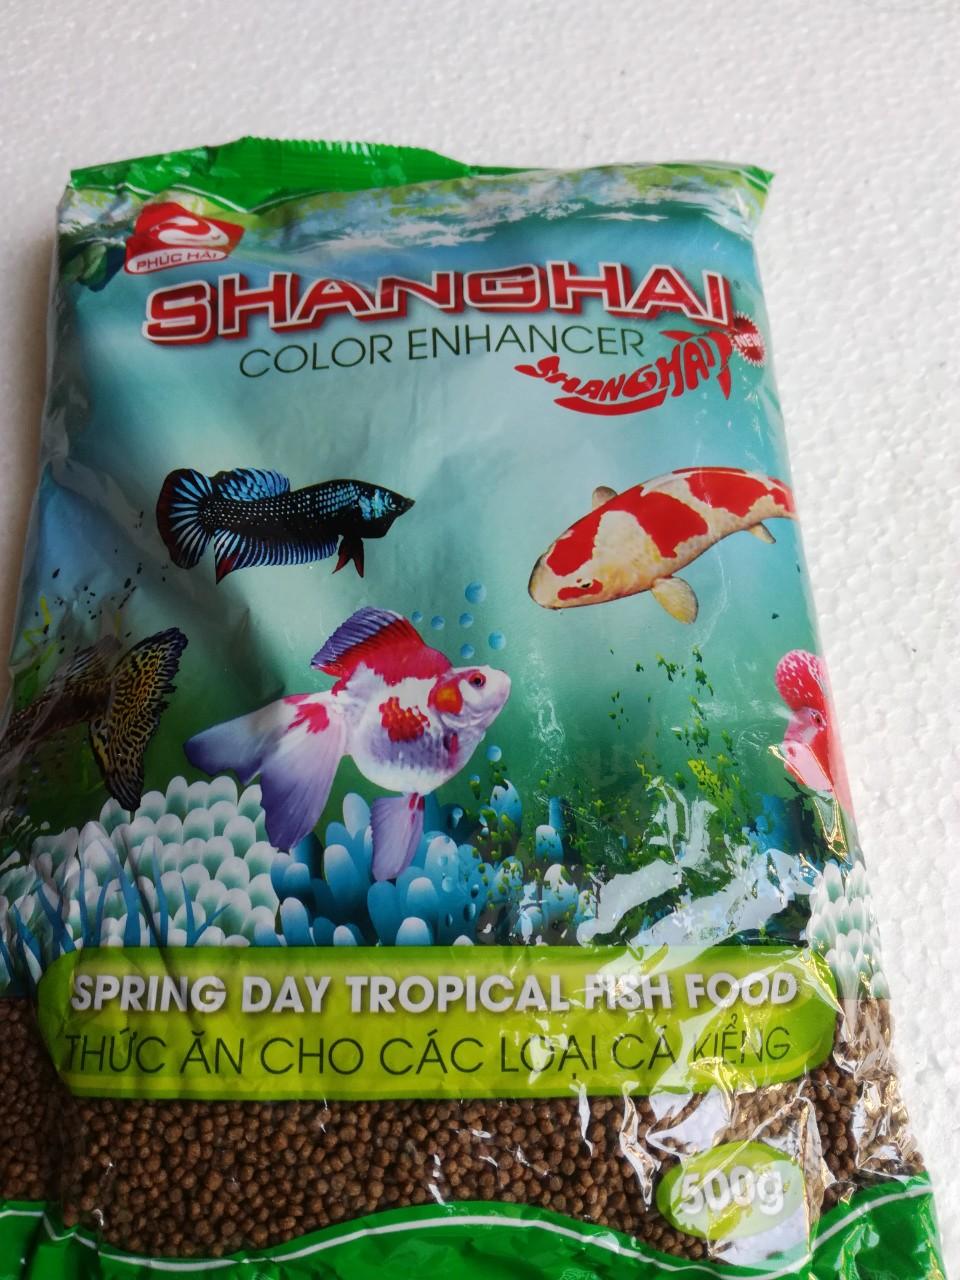 PHÚC HẢI
SHANGHAI®
COLOR ENHANCER
SHANGHAI
NEW
SPRING DAY TROPICAL FISH FOOD
THỨC ĂN CHO CÁC LOẠI CÁ KIỂNG
500g